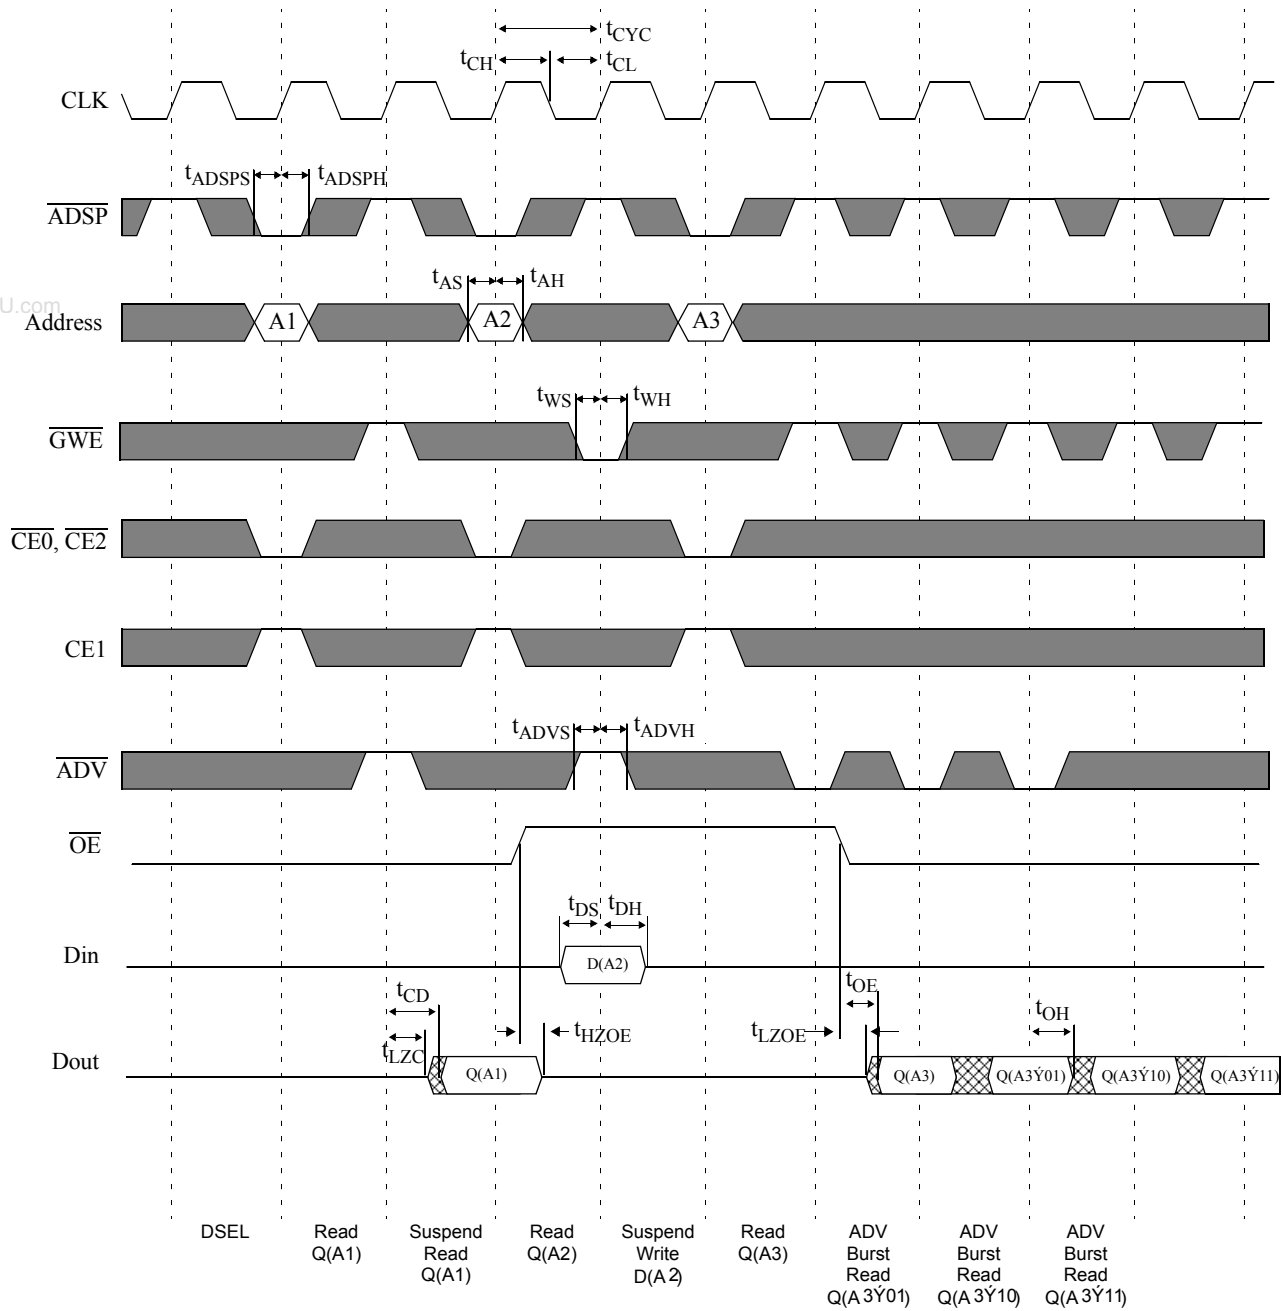 tCYC
tCH tCL
CLK
tADSPS tADSPH
ADSP
tAS tAH
U.com
Address A1 A2 A3
tWS tWH
GWE
CE0, CE2
CE1
tADVS tADVH
ADV
OE
tDS tDH
Din D(A2)
tCD tOE tOH
tLZC tHZOE tLZOE
Dout Q(A1) Q(A3) Q(A3Ý01) Q(A3Ý10) Q(A3Ý11)
DSEL Read Suspend Read Suspend Read ADV ADV ADV
Q(A1) Read Q(A2) Write Q(A3) Burst Burst Burst
Q(A1) D(A2) Read Read Read
Q(A3Ý01) Q(A3Ý10) Q(A3Ý11)